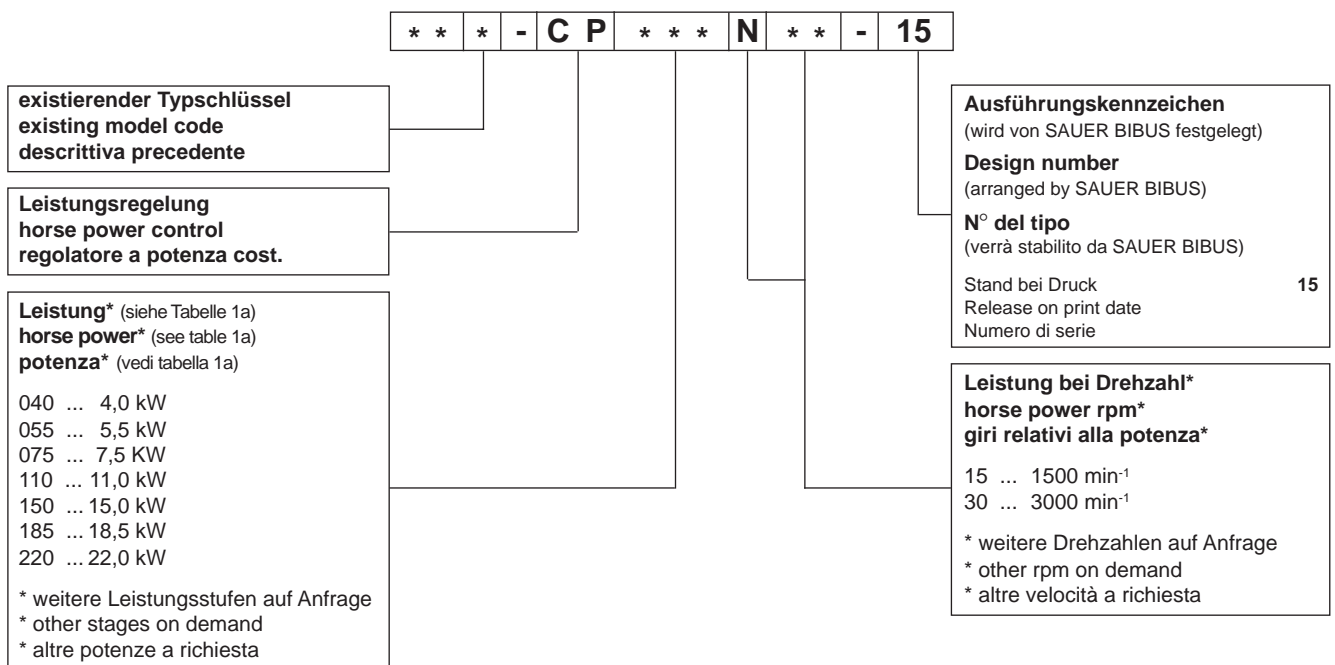 * * * - C P * * * N * * - 15
existierender Typschlüssel
existing model code
descrittiva precedente
Leistungsregelung
horse power control
regolatore a potenza cost.
Leistung* (siehe Tabelle 1a)
horse power* (see table 1a)
potenza* (vedi tabella 1a)
040 ... 4,0 kW
055 ... 5,5 kW
075 ... 7,5 KW
110 ... 11,0 kW
150 ... 15,0 kW
185 ... 18,5 kW
220 ... 22,0 kW
* weitere Leistungsstufen auf Anfrage
* other stages on demand
* altre potenze a richiesta
Ausführungskennzeichen
(wird von SAUER BIBUS festgelegt)
Design number
(arranged by SAUER BIBUS)
N° del tipo
(verrà stabilito da SAUER BIBUS)
Stand bei Druck 15
Release on print date
Numero di serie
Leistung bei Drehzahl*
horse power rpm*
giri relativi alla potenza*
15 ... 1500 min-1
30 ... 3000 min-1
* weitere Drehzahlen auf Anfrage
* other rpm on demand
* altre velocità a richiesta